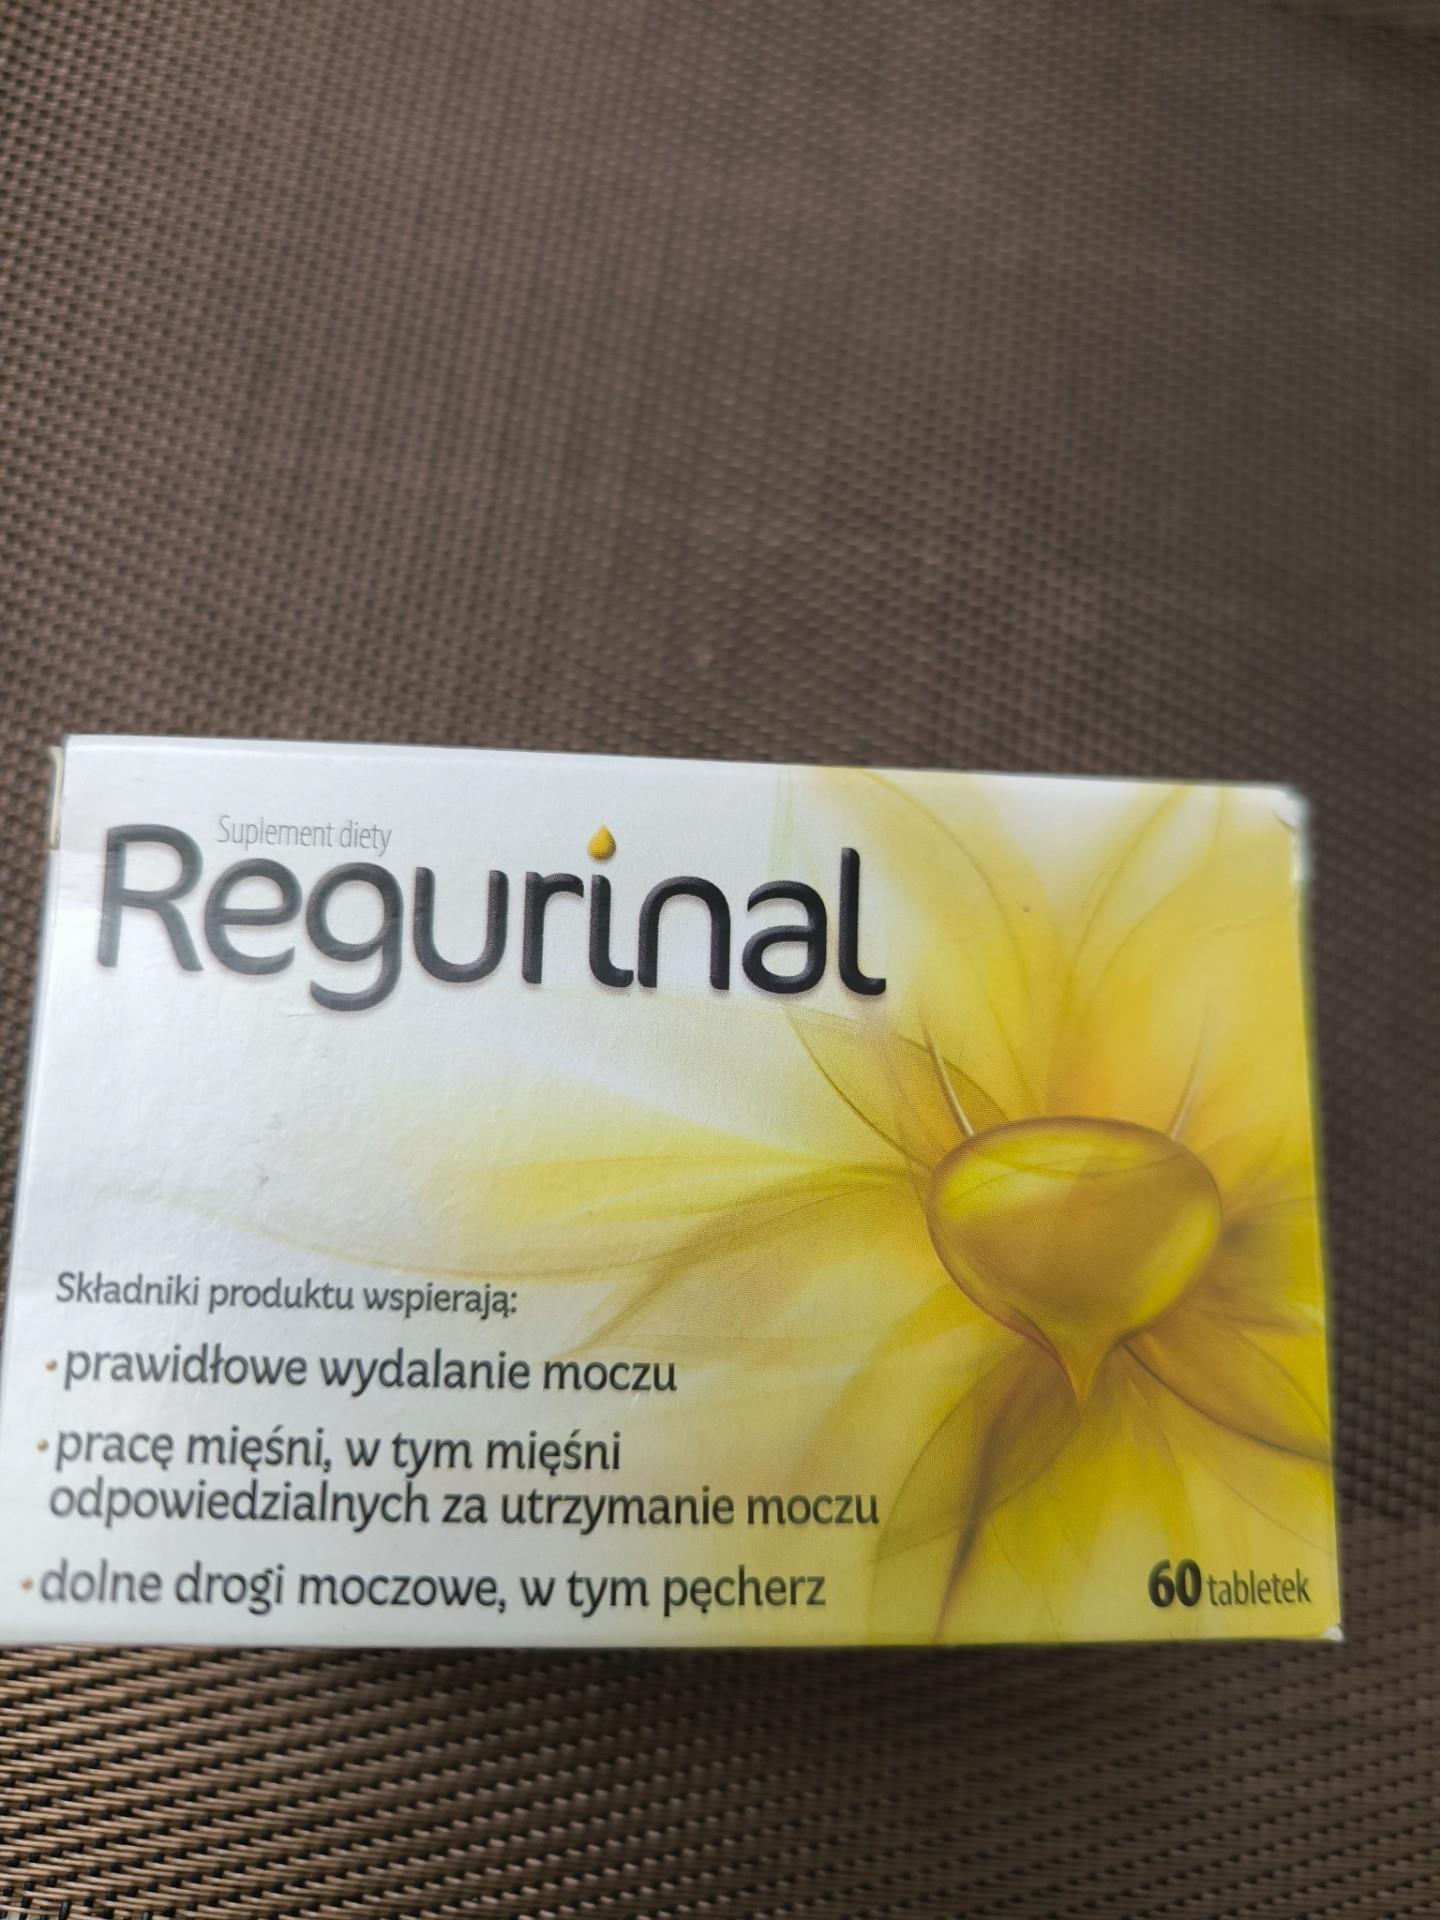 Suplement diety
Regurinal
Składniki produktu wspierają:
• prawidłowe wydalanie moczu
• pracę mięśni, w tym mięśni
odpowiedzialnych za utrzymanie moczu
• dolne drogi moczowe, w tym pęcherz
60 tabletek